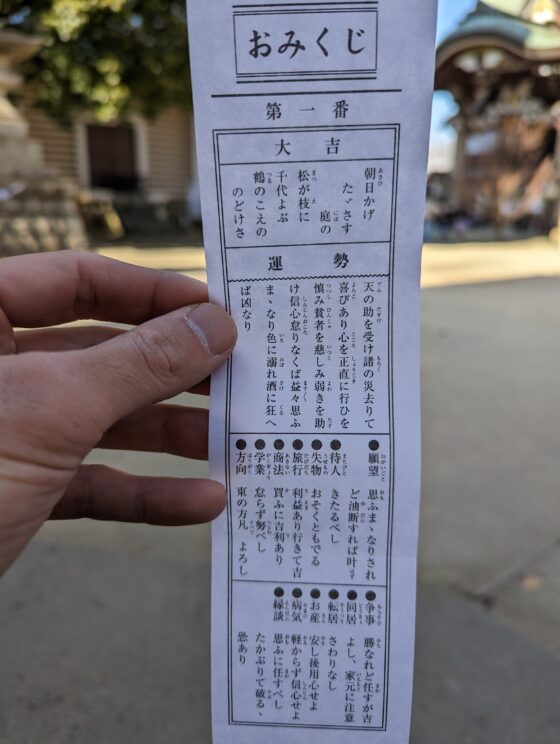 おみくじ
第一番
大吉
朝日かげ
たゞさす
庭の
松が枝に
千代よぶ
鶴のこえの
のどけさ
運勢
天の助を受け諸の災去りて
喜びあり心を正直に行ひを
慎み貧者を慈しみ弱きを助
け信心怠りなくば益々思ふ
まゝなり色に溺れ酒に狂へ
ば凶なり
●願望 思ふまゝなりされ
ど油断すれば叶
●待人 きたるべし
●失物 おそくともでる
●旅行 利益あり行きて吉
●商法 買ふに吉利あり
●学業 怠らず努べし
●方向 東の方凡 よろし
●争事 勝なれど任すが吉
●同居 よし、家元に注意
●転居 さわりなし
●お産 安し後用心せよ
●病気 軽からず信心せよ
●縁談 思ふに任すべし
たかぶりて破るゝ
恐あり